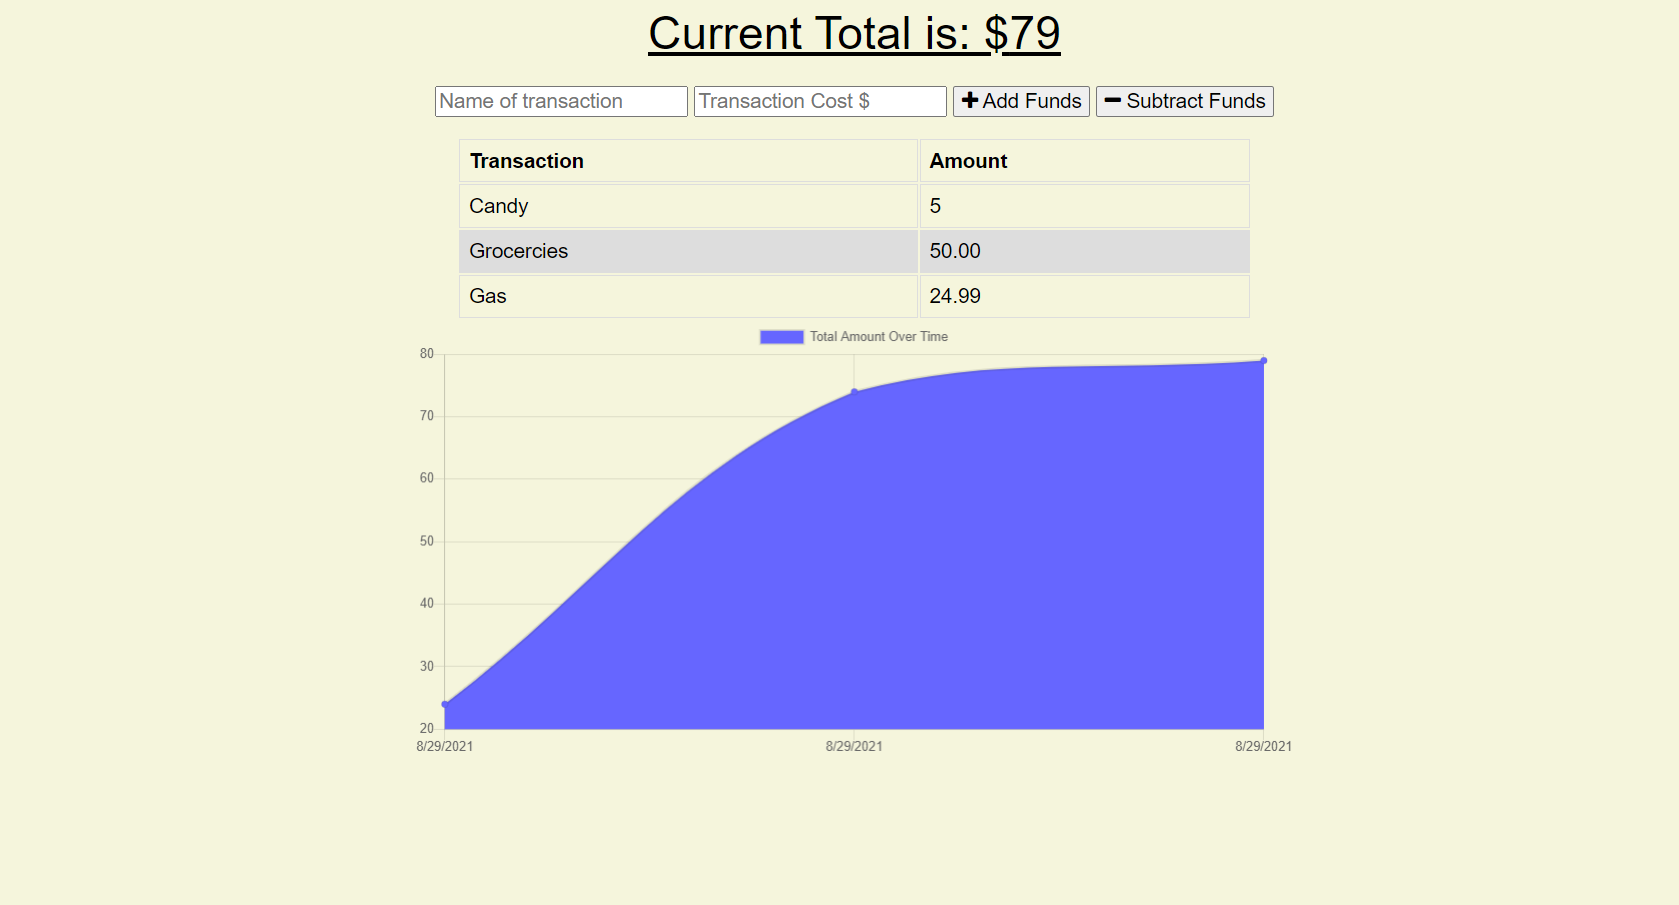 Current Total is: $79
Name of transaction Transaction Cost $ Add Funds Subtract Funds
Transaction Amount
Candy 5
Grocercies 50.00
Gas 24.99
Total Amount Over Time
80
70
60
50
40
30
20
8/29/2021 8/29/2021 8/29/2021